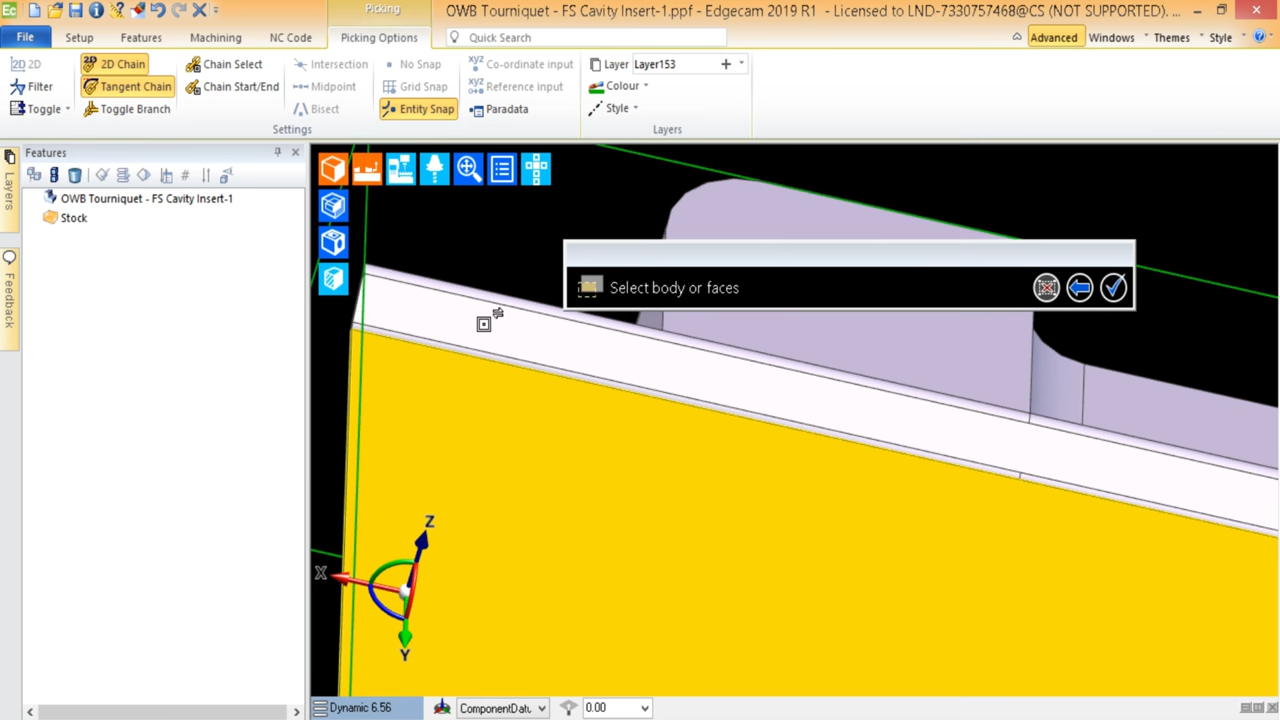 Picking
OWB Tourniquet - FS Cavity Insert-1.ppf - Edgecam 2019 R1 - Licensed to LND-7330757468@CS (NOT SUPPORTED). ...
File Setup Features Machining NC Code Picking Options Quick Search Advanced Windows Themes Style
2D 2D Chain Chain Select Intersection No Snap Co-ordinate input Layer Layer153
Filter Tangent Chain Chain Start/End Midpoint Grid Snap Reference input Colour
Toggle Toggle Branch Bisect Entity Snap Paradata Style
Settings Layers
Features
Layers
OWB Tourniquet - FS Cavity Insert-1
Stock
Feedback
Select body or faces
Z
X
Y
Dynamic 6.56 ComponentDatu 0.00